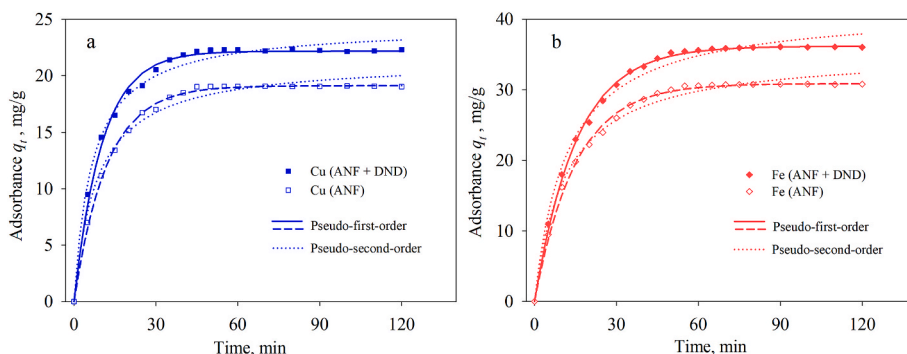 a
25
20
15
10
5
0
Adsorbance qt , mg/g
Cu (ANF + DND)
Cu (ANF)
Pseudo-first-order
Pseudo-second-order
0 30 60 90 120
Time, min
b
40
30
20
10
0
Adsorbance qt , mg/g
Fe (ANF + DND)
Fe (ANF)
Pseudo-first-order
Pseudo-second-order
0 30 60 90 120
Time, min